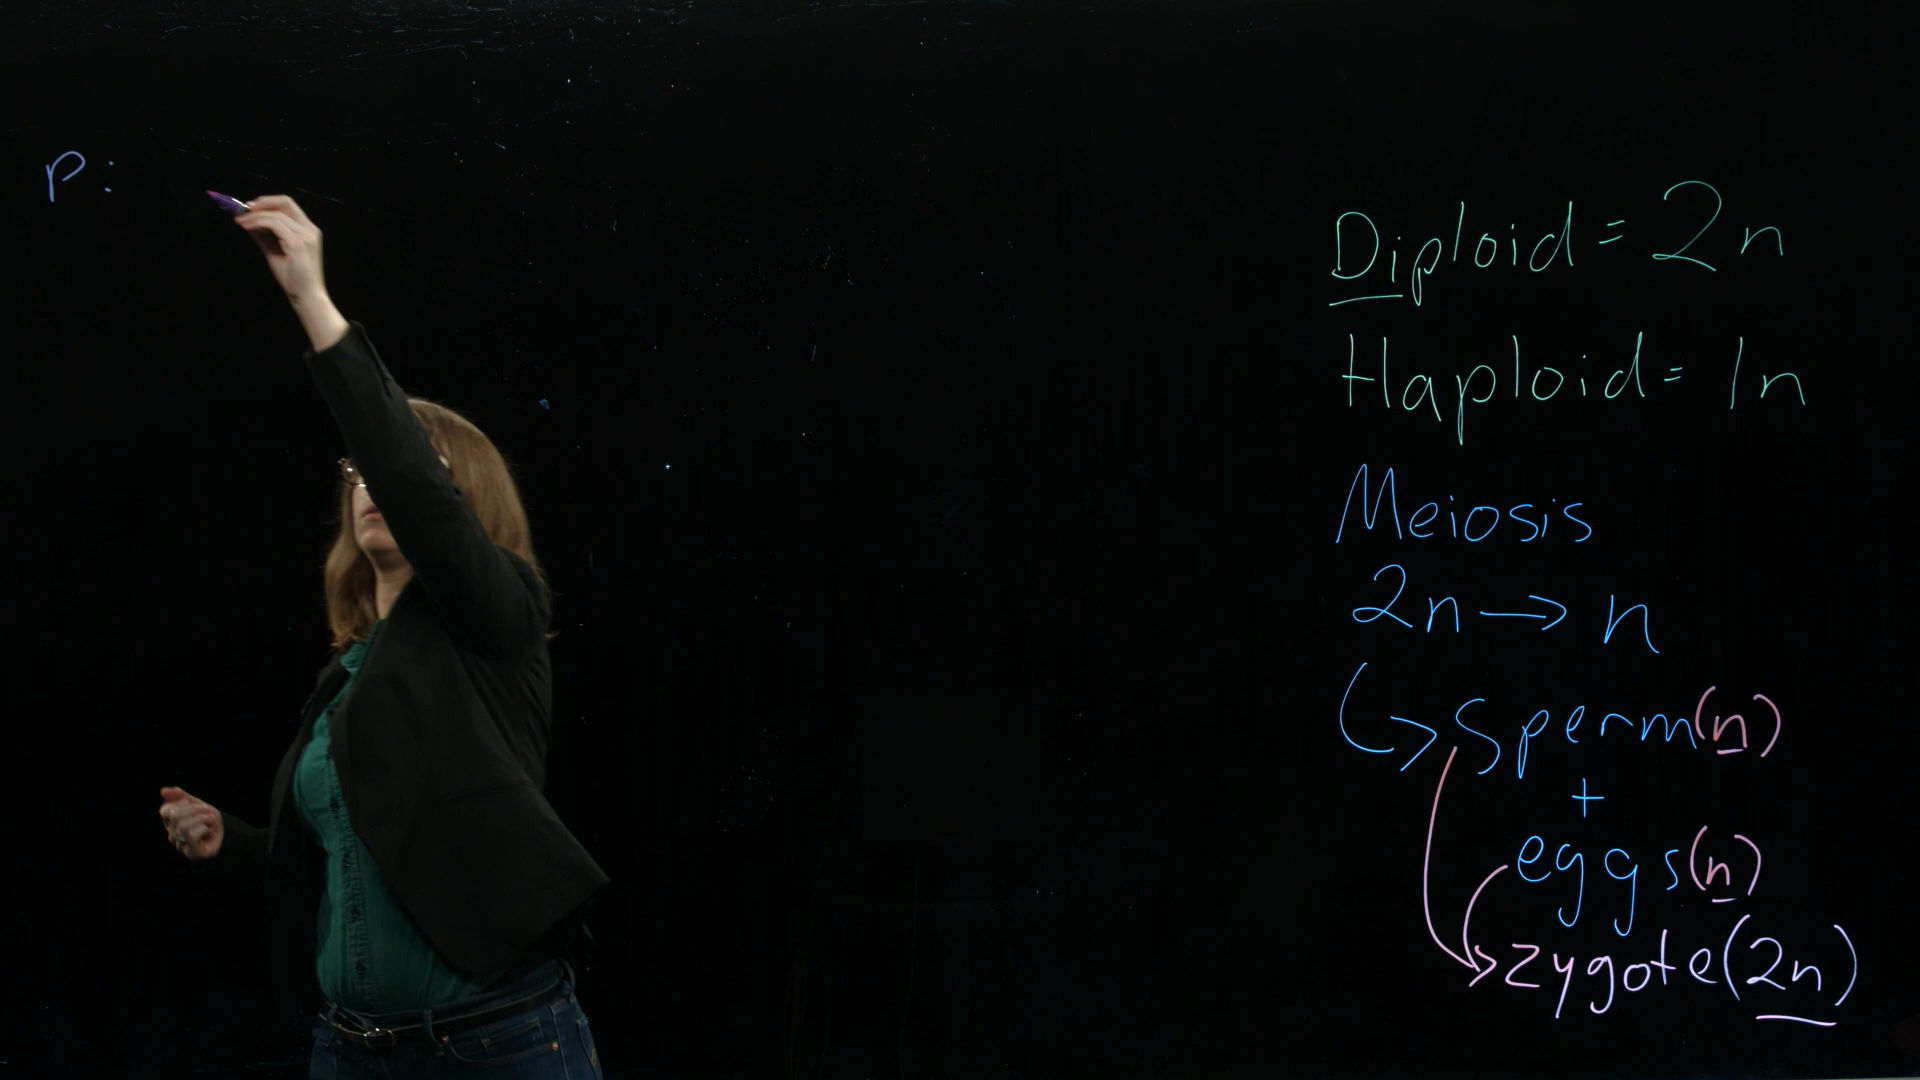 P:
Diploid = 2n
Haploid = 1n
Meiosis
2n → n
↳ Sperm (n)
+
eggs (n)
zygote (2n)